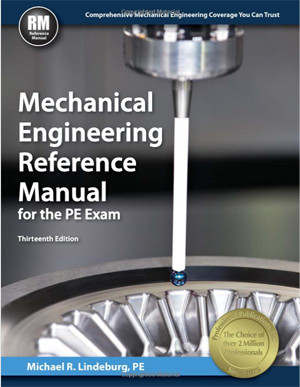 Comprehensive Mechanical Engineering Coverage You Can Trust
RM
Reference
Manual
Mechanical
Engineering
Reference
Manual
for the PE Exam
Thirteenth Edition
The Choice of
over 2 Million
Professionals
Michael R. Lindeburg, PE